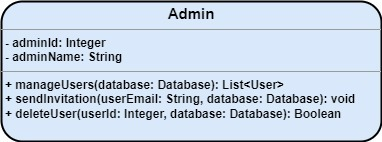 Admin
- adminId: Integer
- adminName: String
+ manageUsers(database: Database): List<User>
+ sendInvitation(userEmail: String, database: Database): void
+ deleteUser(userId: Integer, database: Database): Boolean